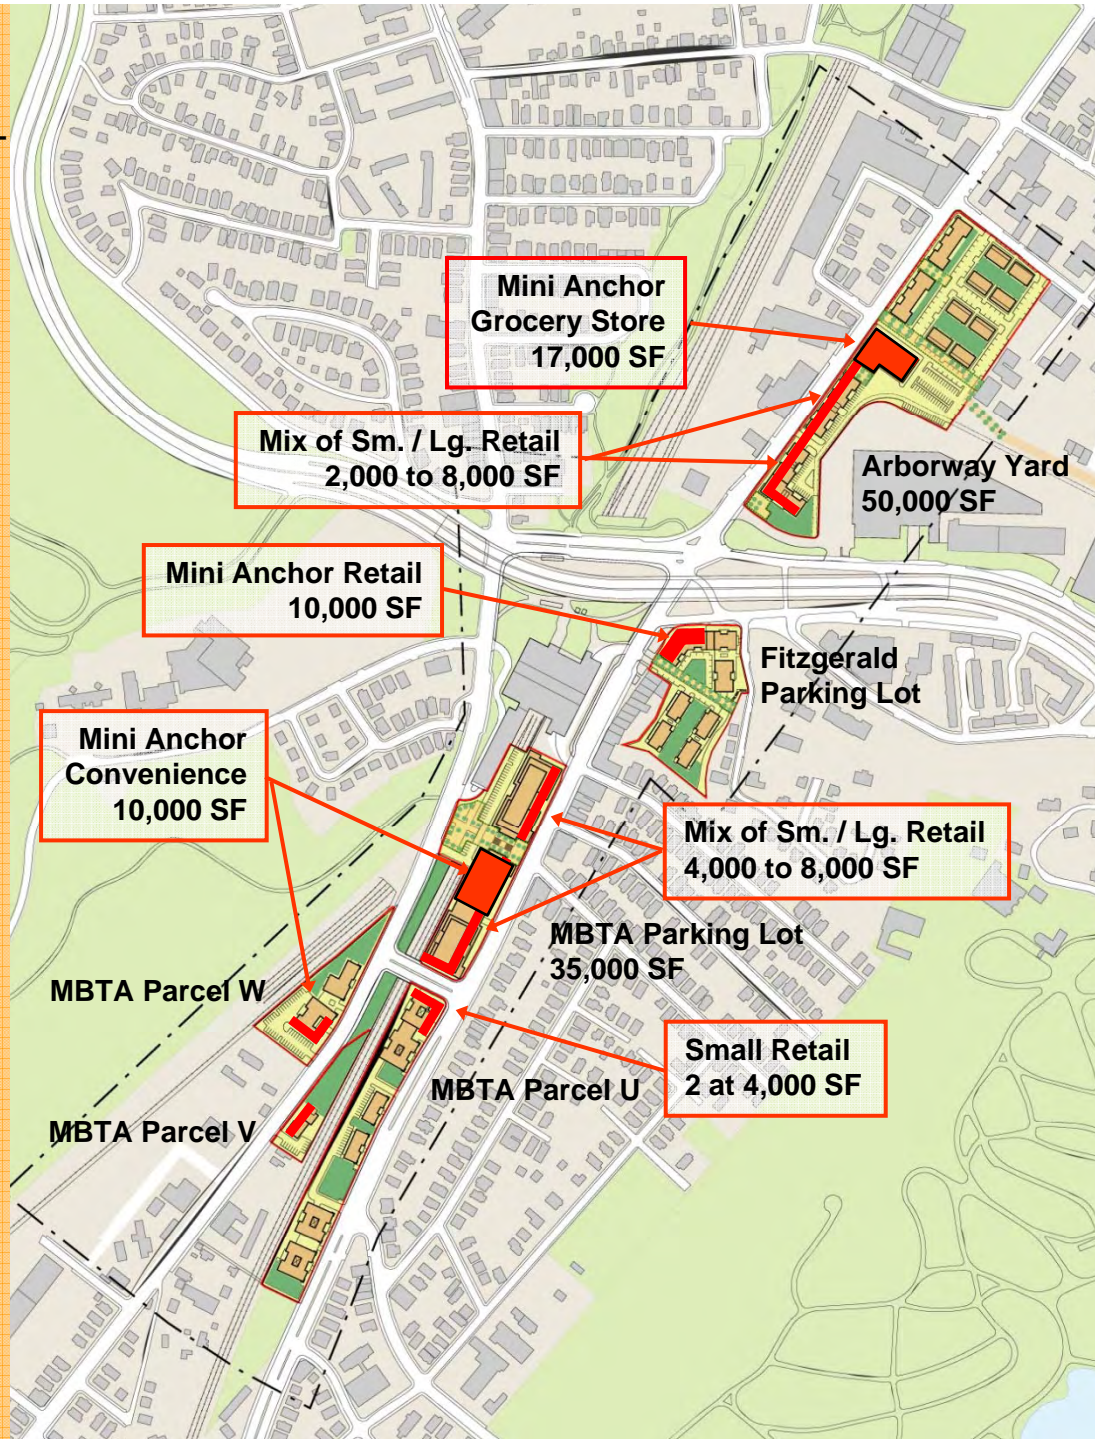 Mini Anchor
Grocery Store
17,000 SF
Mix of Sm. / Lg. Retail
2,000 to 8,000 SF
Arborway Yard
50,000 SF
Mini Anchor Retail
10,000 SF
Fitzgerald
Parking Lot
Mini Anchor
Convenience
10,000 SF
Mix of Sm. / Lg. Retail
4,000 to 8,000 SF
MBTA Parking Lot
35,000 SF
MBTA Parcel W
Small Retail
2 at 4,000 SF
MBTA Parcel U
MBTA Parcel V